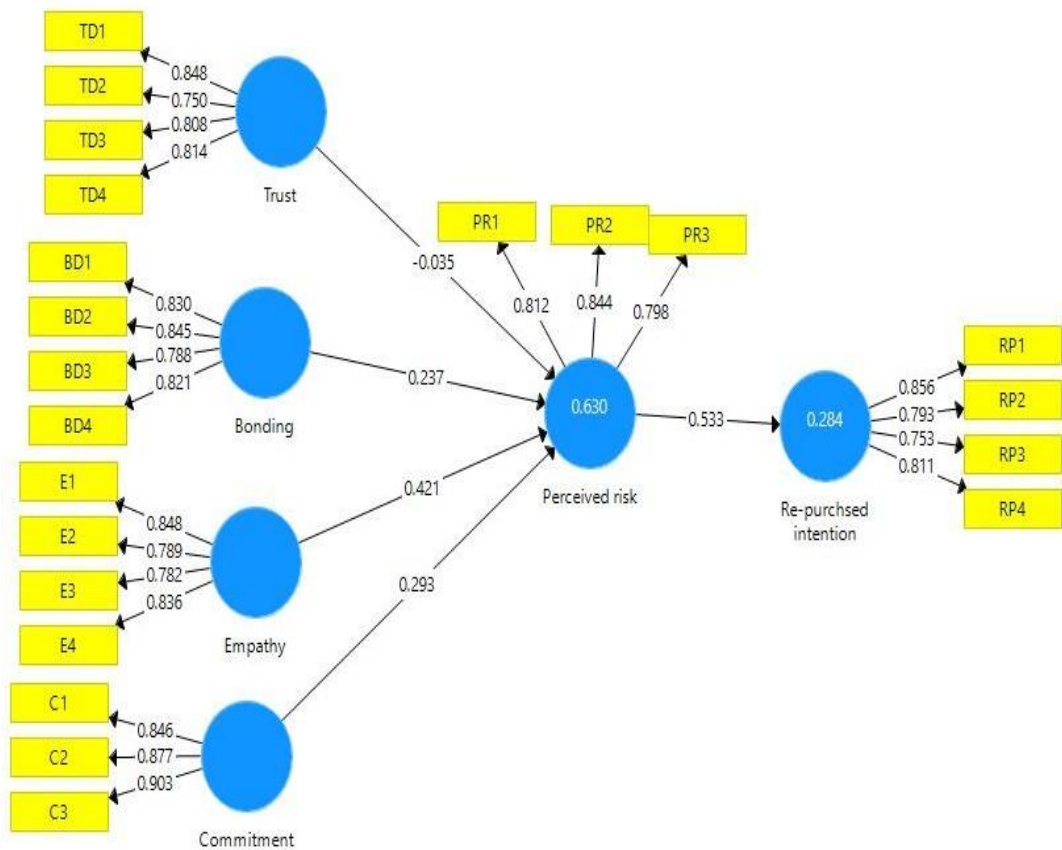 TD1
TD2
TD3
TD4
0.848
0.750
0.808
0.814
Trust
BD1
BD2
BD3
BD4
0.830
0.845
0.788
0.821
Bonding
E1
E2
E3
E4
0.848
0.789
0.782
0.836
Empathy
C1
C2
C3
0.846
0.877
0.903
Commitment
-0.035
0.237
0.421
0.293
PR1
PR2
PR3
0.812
0.844
0.798
0.630
Perceived risk
0.533
0.284
Re-purchsed
intention
0.856
0.793
0.753
0.811
RP1
RP2
RP3
RP4